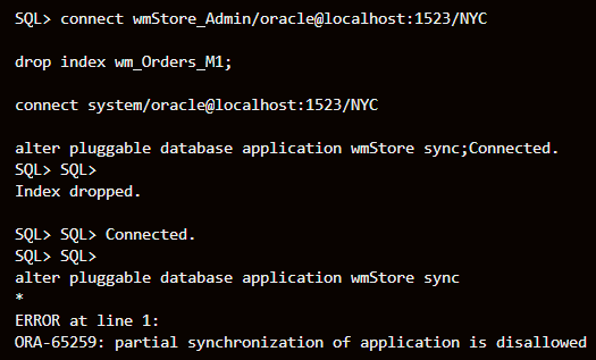 SQL> connect wmStore_Admin/oracle@localhost:1523/NYC
drop index wm_Orders_M1;
connect system/oracle@localhost:1523/NYC
alter pluggable database application wmStore sync;Connected.
SQL> SQL>
Index dropped.
SQL> SQL> Connected.
SQL> SQL>
alter pluggable database application wmStore sync
*
ERROR at line 1:
ORA-65259: partial synchronization of application is disallowed